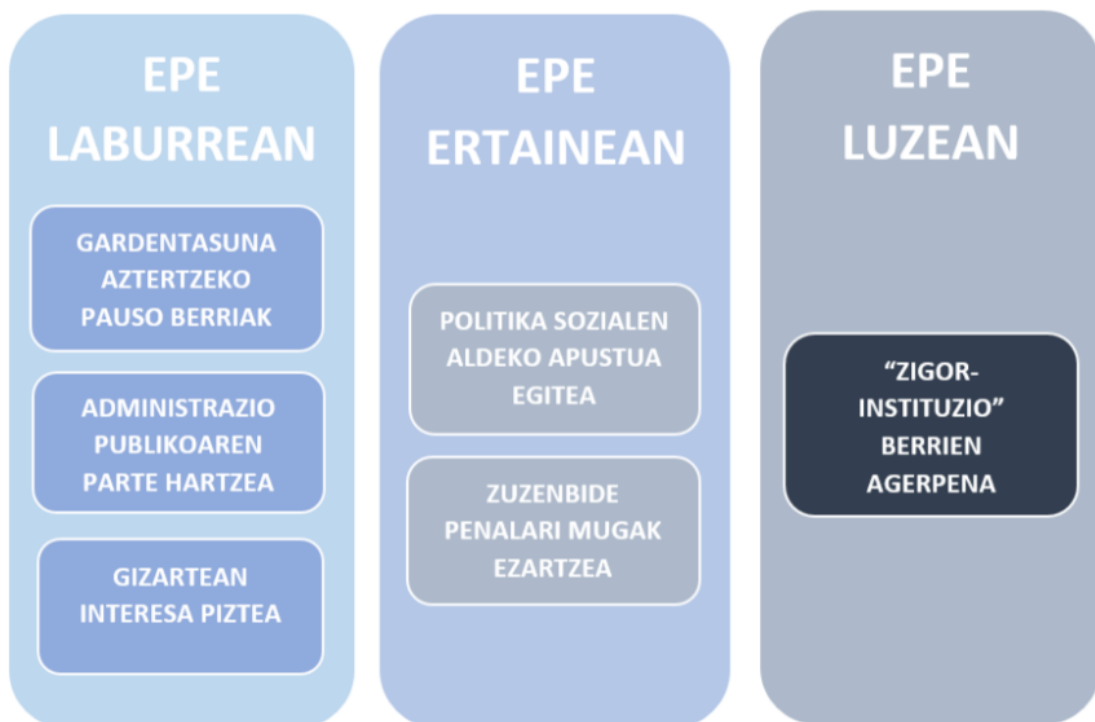 EPE
LABURREAN
GARDENTASUNA
AZTERTZEKO
PAUSO BERRIAK
ADMINISTRAZIO
PUBLIKOAREN
PARTE HARTZEA
GIZARTEAN
INTERESA PIZTEA
EPE
ERTAINEAN
POLITIKA SOZIALEN
ALDEKO APUSTUA
EGITEA
ZUZENBIDE
PENALARI MUGAK
EZARTZEA
EPE
LUZEAN
“ZIGOR-
INSTITUZIO”
BERRIEN
AGERPENA